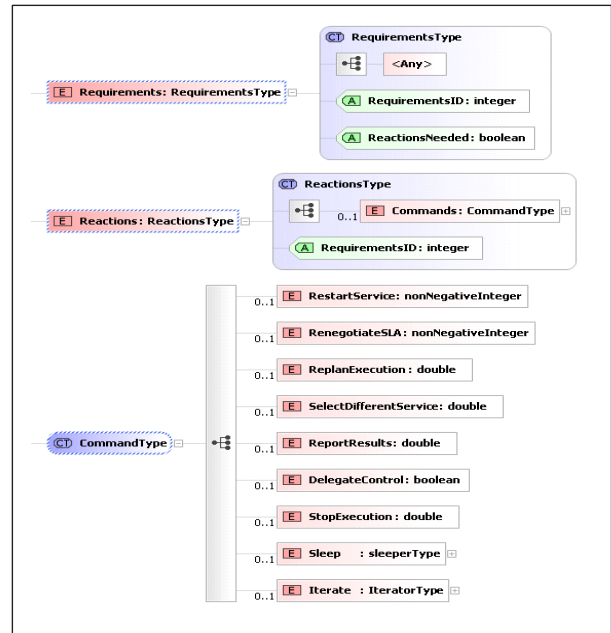 CT RequirementsType
<Any>
E Requirements: RequirementsType
A RequirementsID: integer
A ReactionsNeeded: boolean
CT ReactionsType
E Reactions: ReactionsType
0..1 E Commands: CommandType
A RequirementsID: integer
0..1 E RestartService: nonNegativeInteger
0..1 E RenegotiateSLA: nonNegativeInteger
0..1 E ReplanExecution: double
0..1 E SelectDifferentService: double
CT CommandType
0..1 E ReportResults: double
0..1 E DelegateControl: boolean
0..1 E StopExecution: double
0..1 E Sleep : sleeperType
0..1 E Iterate : IteratorType